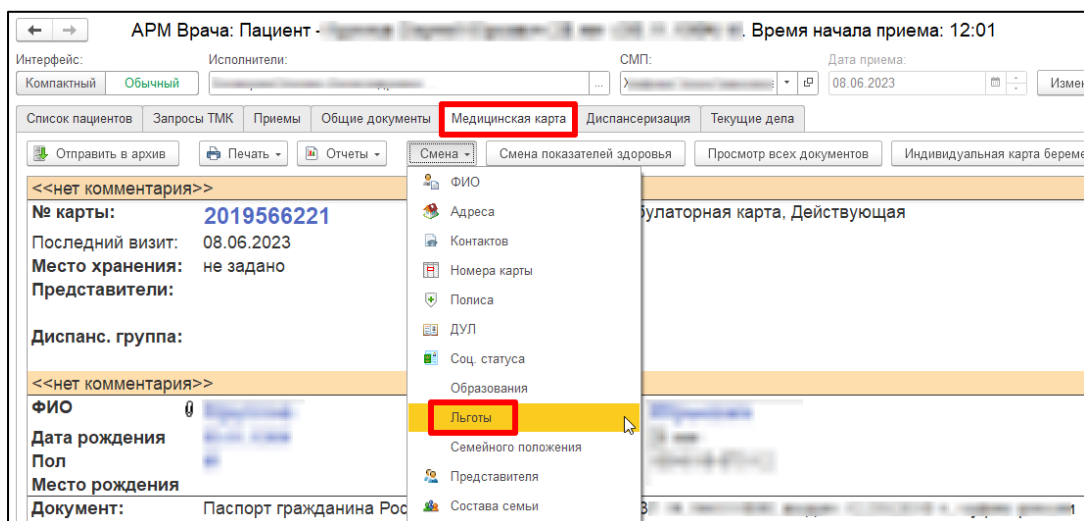 АРМ Врача: Пациент - . Время начала приема: 12:01
Интерфейс: Исполнители: СМП: Дата приема:
Компактный Обычный ... 08.06.2023
Список пациентов Запросы ТМК Приемы Общие документы Медицинская карта Диспансеризация Текущие дела
Отправить в архив Печать Отчеты Смена Смена показателей здоровья Просмотр всех документов Индивидуальная карта
<<нет комментария>>
ФИО
№ карты: 2019566221
Адреса
булаторная карта, Действующая
Последний визит: 08.06.2023
Контактов
Место хранения: не задано
Номера карты
Представители:
Полиса
Диспанс. группа:
ДУЛ
Соц. статуса
<<нет комментария>>
Образования
ФИО
Льготы
Дата рождения
Семейного положения
Пол
Представителя
Место рождения
Документ: Паспорт гражданина Рос
Состава семьи